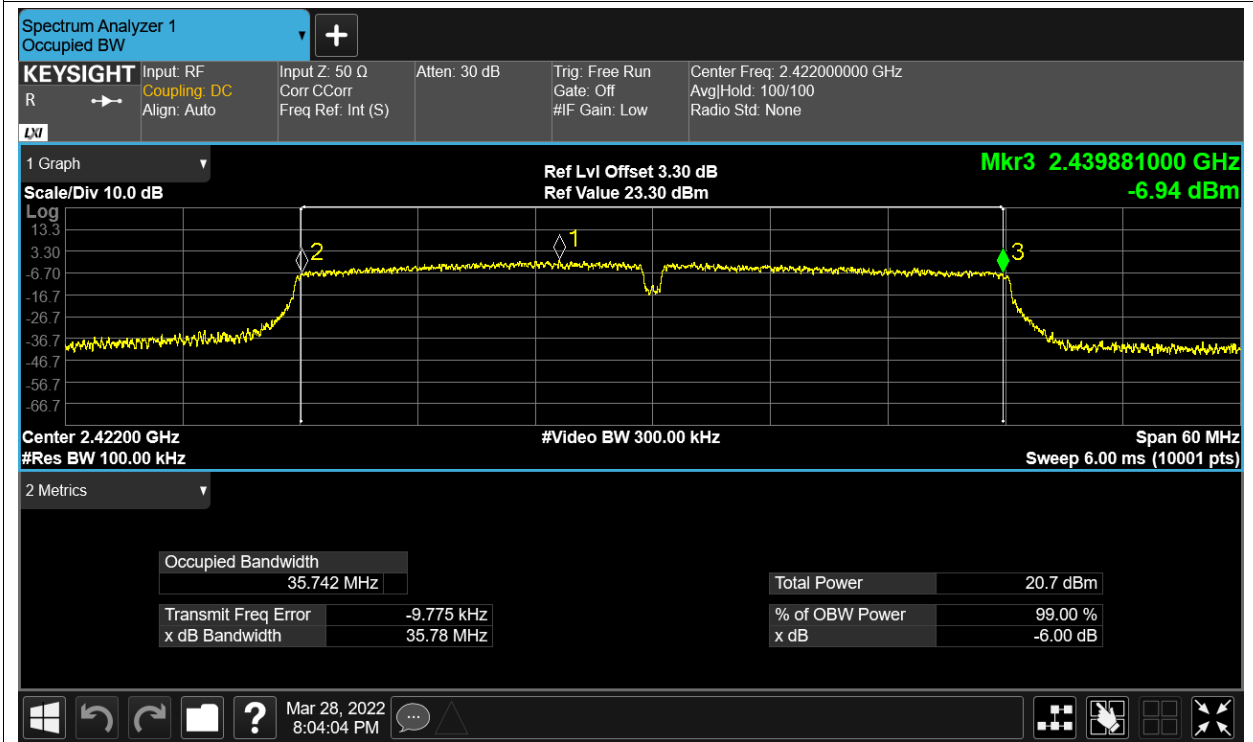 Spectrum Analyzer 1
Occupied BW
KEYSIGHT
R
LXI
Input: RF
Coupling: DC
Align: Auto
Input Z: 50 Ω
Corr CCorr
Freq Ref: Int (S)
Atten: 30 dB
Trig: Free Run
Gate: Off
#IF Gain: Low
Center Freq: 2.422000000 GHz
Avg|Hold: 100/100
Radio Std: None
1 Graph
Scale/Div 10.0 dB
Ref Lvl Offset 3.30 dB
Ref Value 23.30 dBm
Mkr3 2.439881000 GHz
-6.94 dBm
Log
13.3
3.30
-6.70
-16.7
-26.7
-36.7
-46.7
-56.7
-66.7
2
1
3
Center 2.42200 GHz
#Res BW 100.00 kHz
#Video BW 300.00 kHz
Span 60 MHz
Sweep 6.00 ms (10001 pts)
2 Metrics
Occupied Bandwidth
35.742 MHz
Transmit Freq Error -9.775 kHz
x dB Bandwidth 35.78 MHz
Total Power 20.7 dBm
% of OBW Power 99.00 %
x dB -6.00 dB
?
Mar 28, 2022
8:04:04 PM